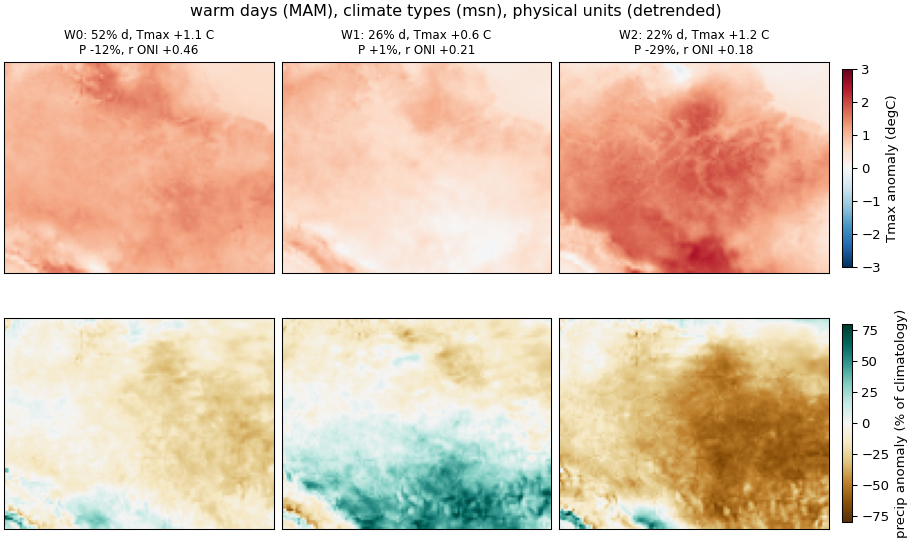 warm days (MAM), climate types (msn), physical units (detrended)
W0: 52% d, Tmax +1.1 C
P -12%, r ONI +0.46
W1: 26% d, Tmax +0.6 C
P +1%, r ONI +0.21
W2: 22% d, Tmax +1.2 C
P -29%, r ONI +0.18
3
2
1
0
−1
−2
−3
Tmax anomaly (degC)
75
50
25
0
−25
−50
−75
precip anomaly (% of climatology)